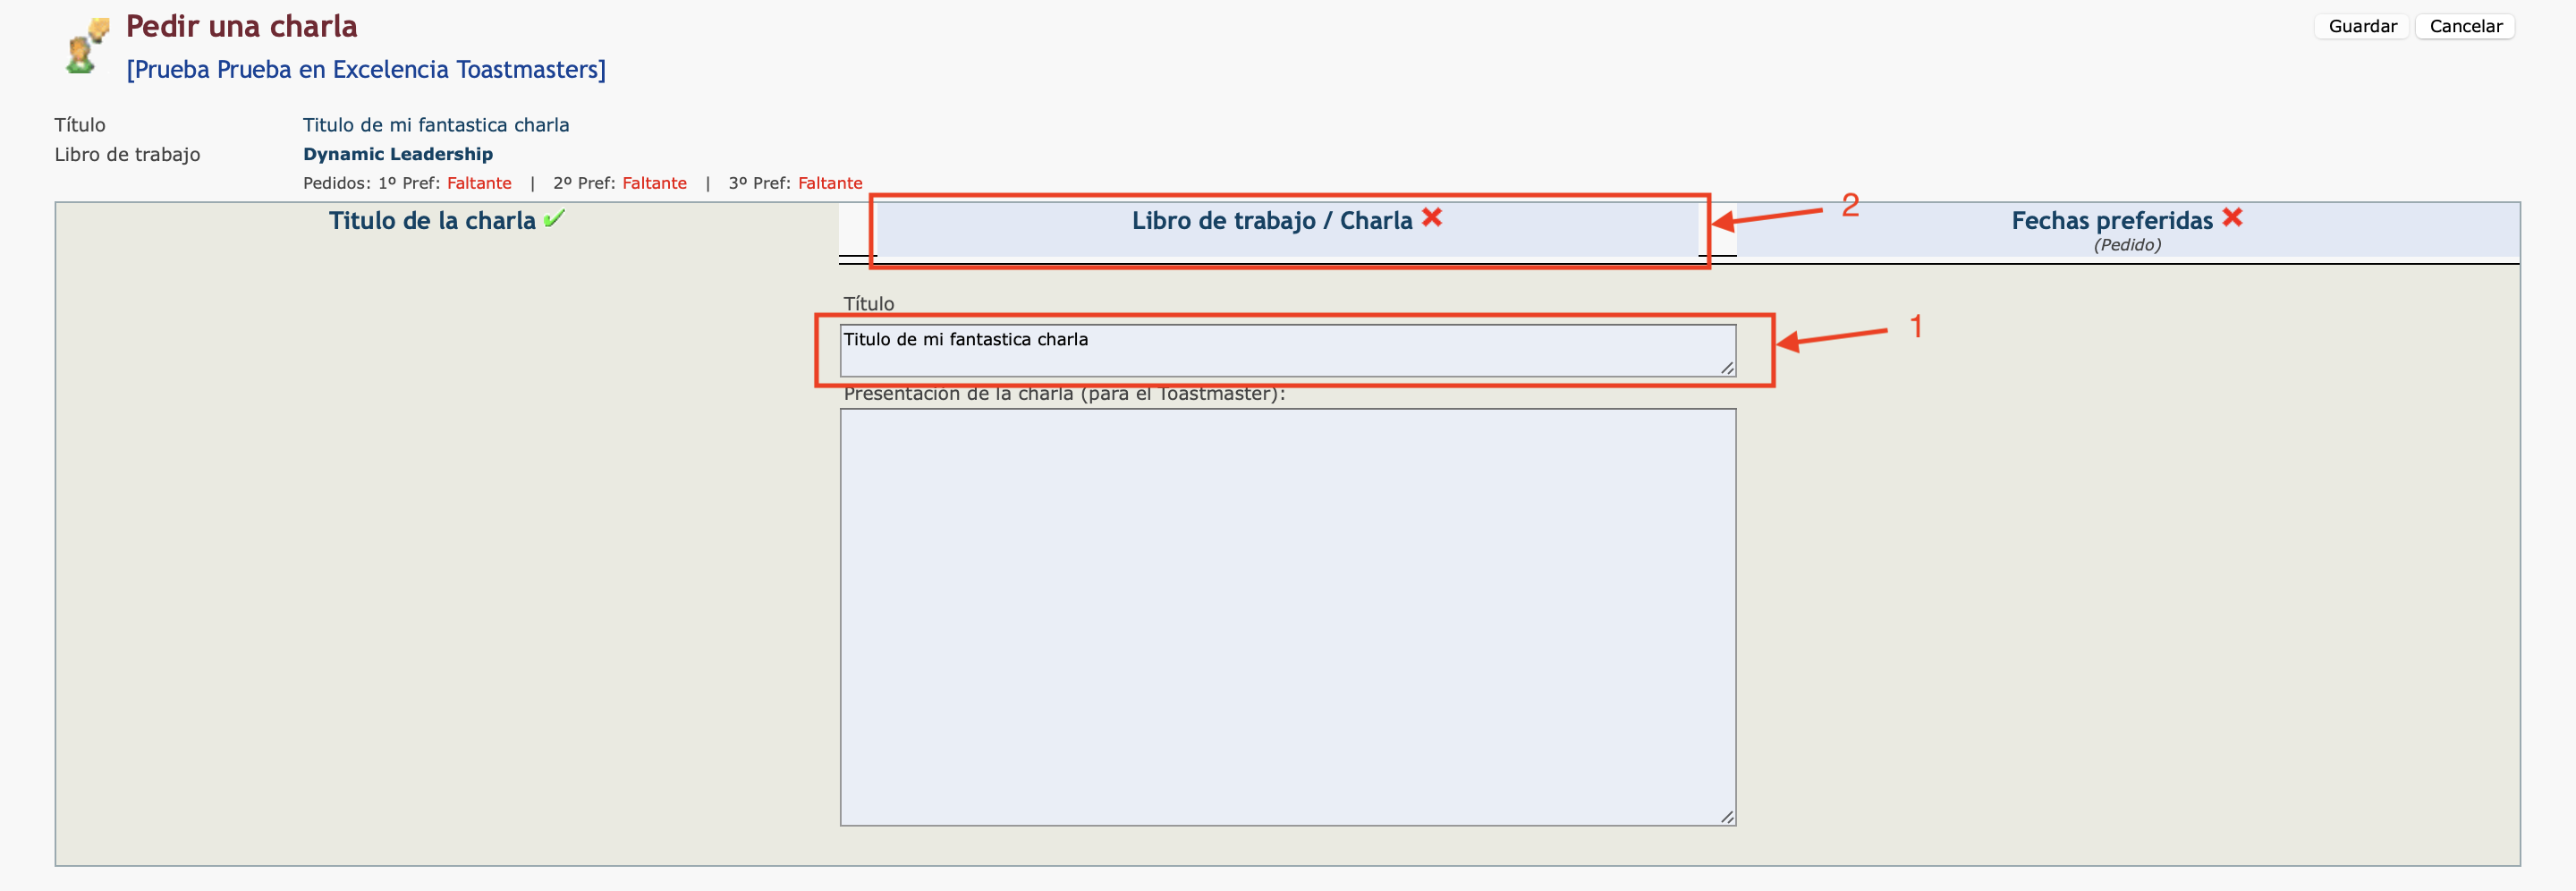 Pedir una charla
Guardar Cancelar
[Prueba Prueba en Excelencia Toastmasters]
Título Titulo de mi fantastica charla
Libro de trabajo Dynamic Leadership
Pedidos: 1º Pref: Faltante | 2º Pref: Faltante | 3º Pref: Faltante
Titulo de la charla Libro de trabajo / Charla 2 Fechas preferidas
(Pedido)
Título
Titulo de mi fantastica charla 1
Presentación de la charla (para el Toastmaster):